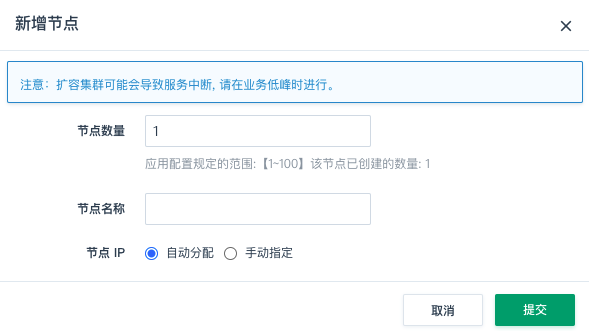 新增节点
注意：扩容集群可能会导致服务中断, 请在业务低峰时进行。
节点数量 1
应用配置规定的范围:【1~100】该节点已创建的数量: 1
节点名称
节点 IP 自动分配 手动指定
取消 提交